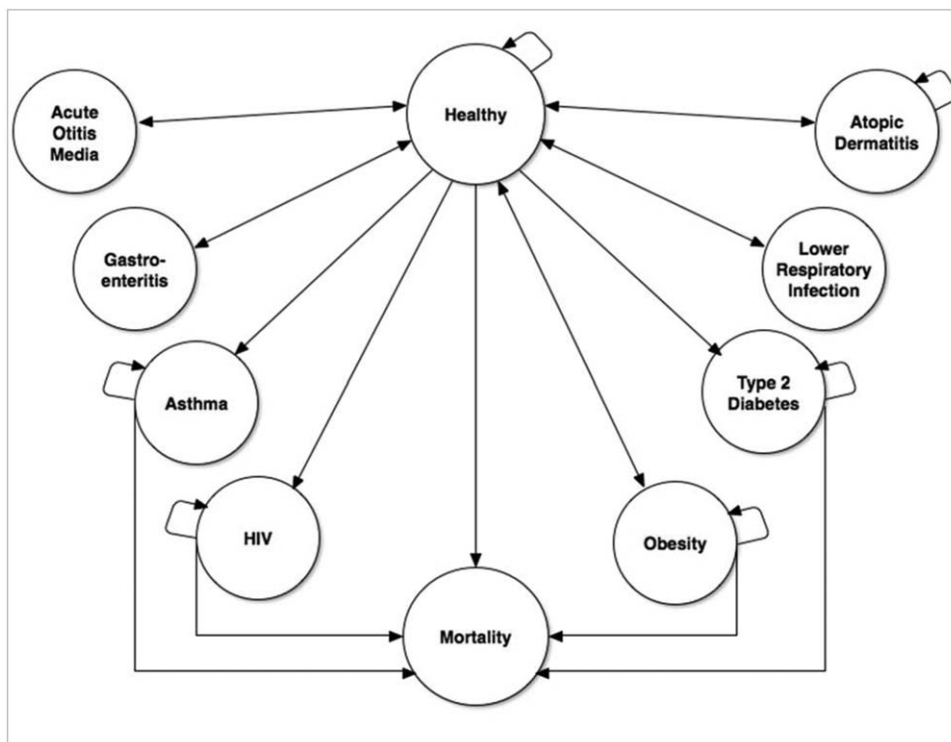 Healthy
Acute
Otitis
Media
Atopic
Dermatitis
Gastro-
enteritis
Lower
Respiratory
Infection
Asthma
Type 2
Diabetes
HIV
Obesity
Mortality